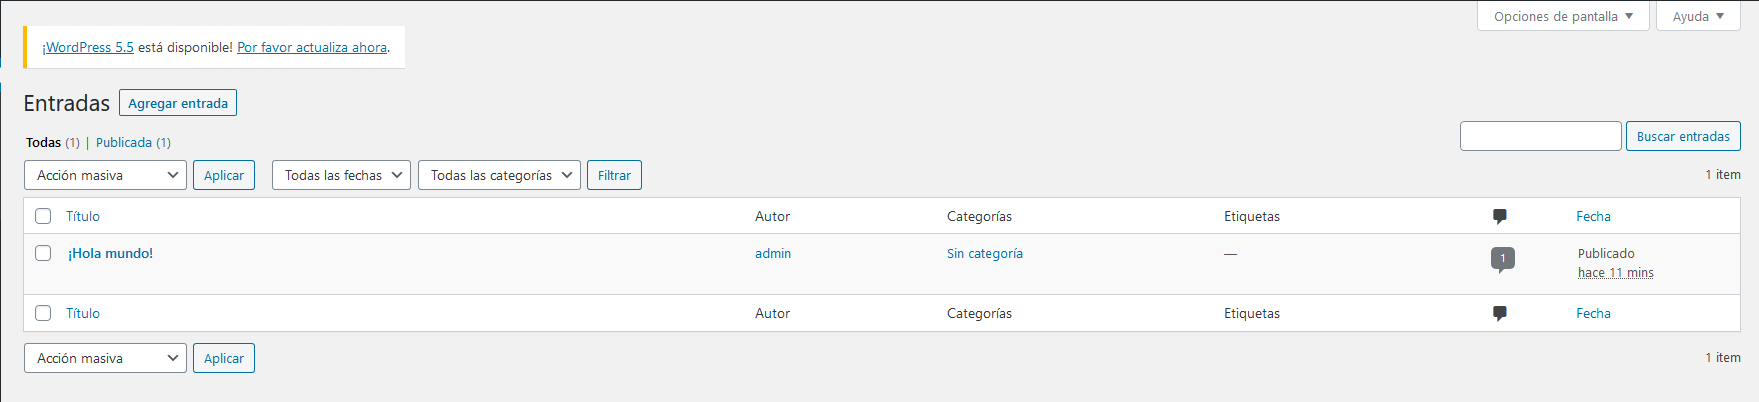 Opciones de pantalla ▼ Ayuda ▼
¡WordPress 5.5 está disponible! Por favor actualiza ahora.
Entradas Agregar entrada
Todas (1) | Publicada (1)
Buscar entradas
Acción masiva Aplicar Todas las fechas Todas las categorías Filtrar 1 item
Título Autor Categorías Etiquetas Fecha
¡Hola mundo! admin Sin categoría — 1 Publicado
hace 11 mins
Título Autor Categorías Etiquetas Fecha
Acción masiva Aplicar 1 item